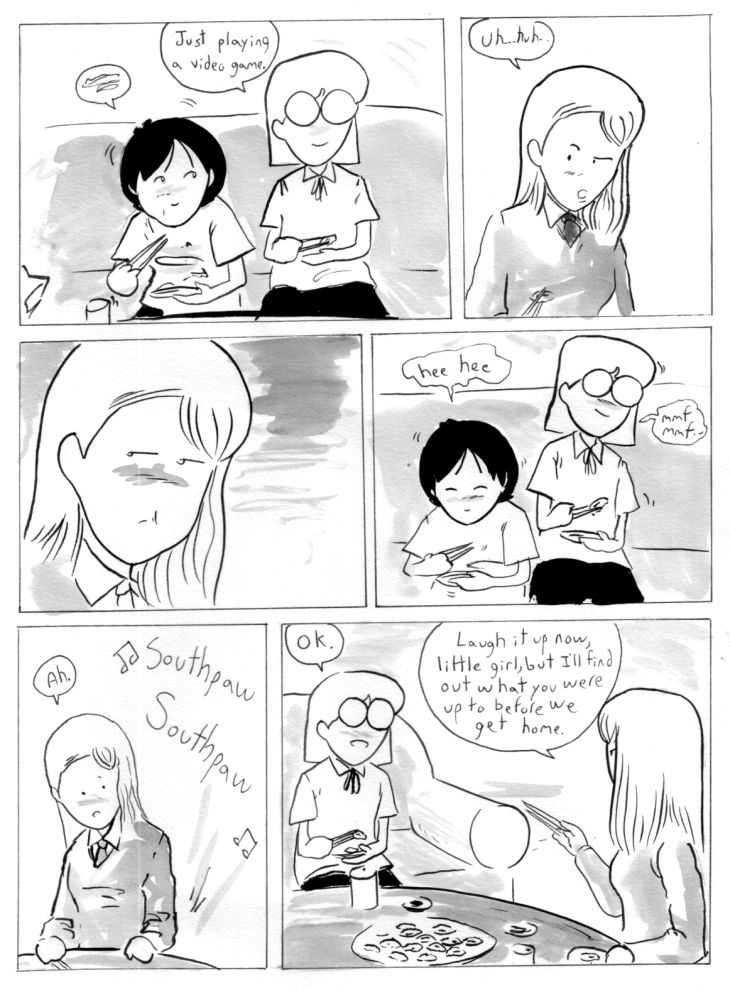 Just playing
a video game.
Uh...huh..
hee hee
mmf
mmf...
Ah.
Southpaw
Southpaw
Ok.
Laugh it up now,
little girl, but I'll find
out what you were
up to before we
get home.